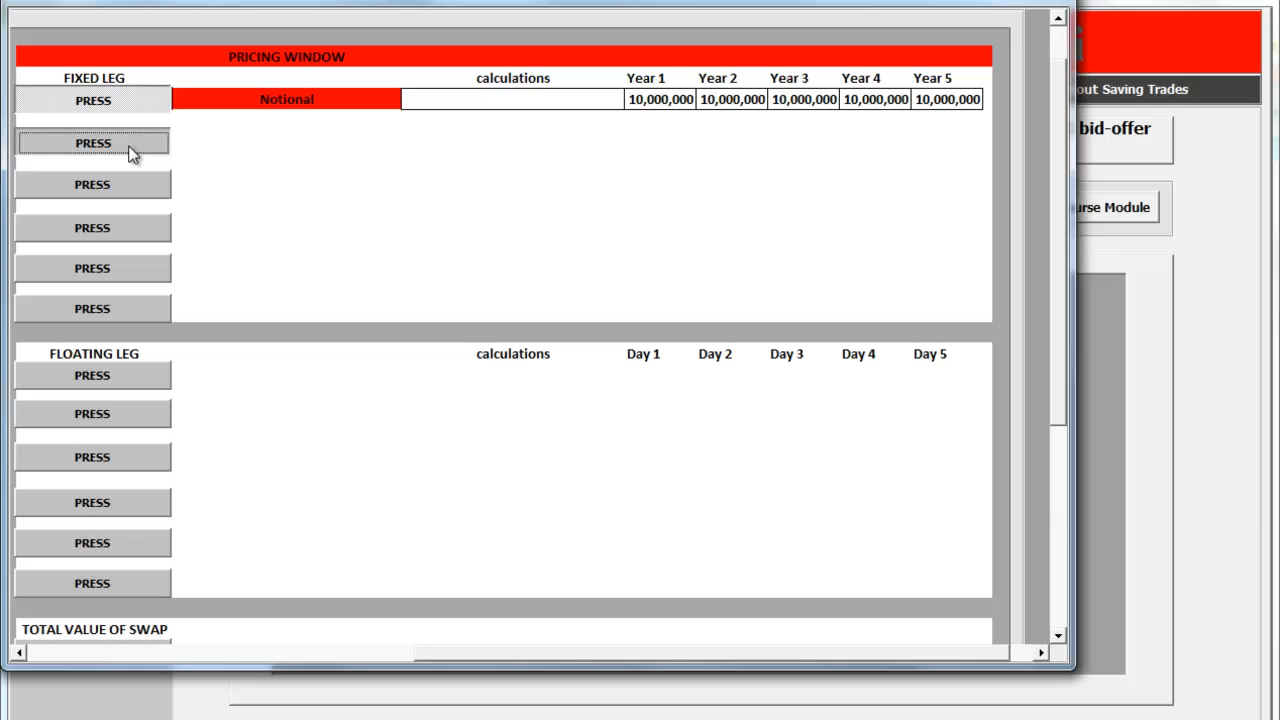 PRICING WINDOW
FIXED LEG calculations Year 1 Year 2 Year 3 Year 4 Year 5
PRESS Notional 10,000,000 10,000,000 10,000,000 10,000,000 10,000,000
PRESS
PRESS
PRESS
PRESS
PRESS
FLOATING LEG calculations Day 1 Day 2 Day 3 Day 4 Day 5
PRESS
PRESS
PRESS
PRESS
PRESS
PRESS
TOTAL VALUE OF SWAP
out Saving Trades
bid-offer
urse Module